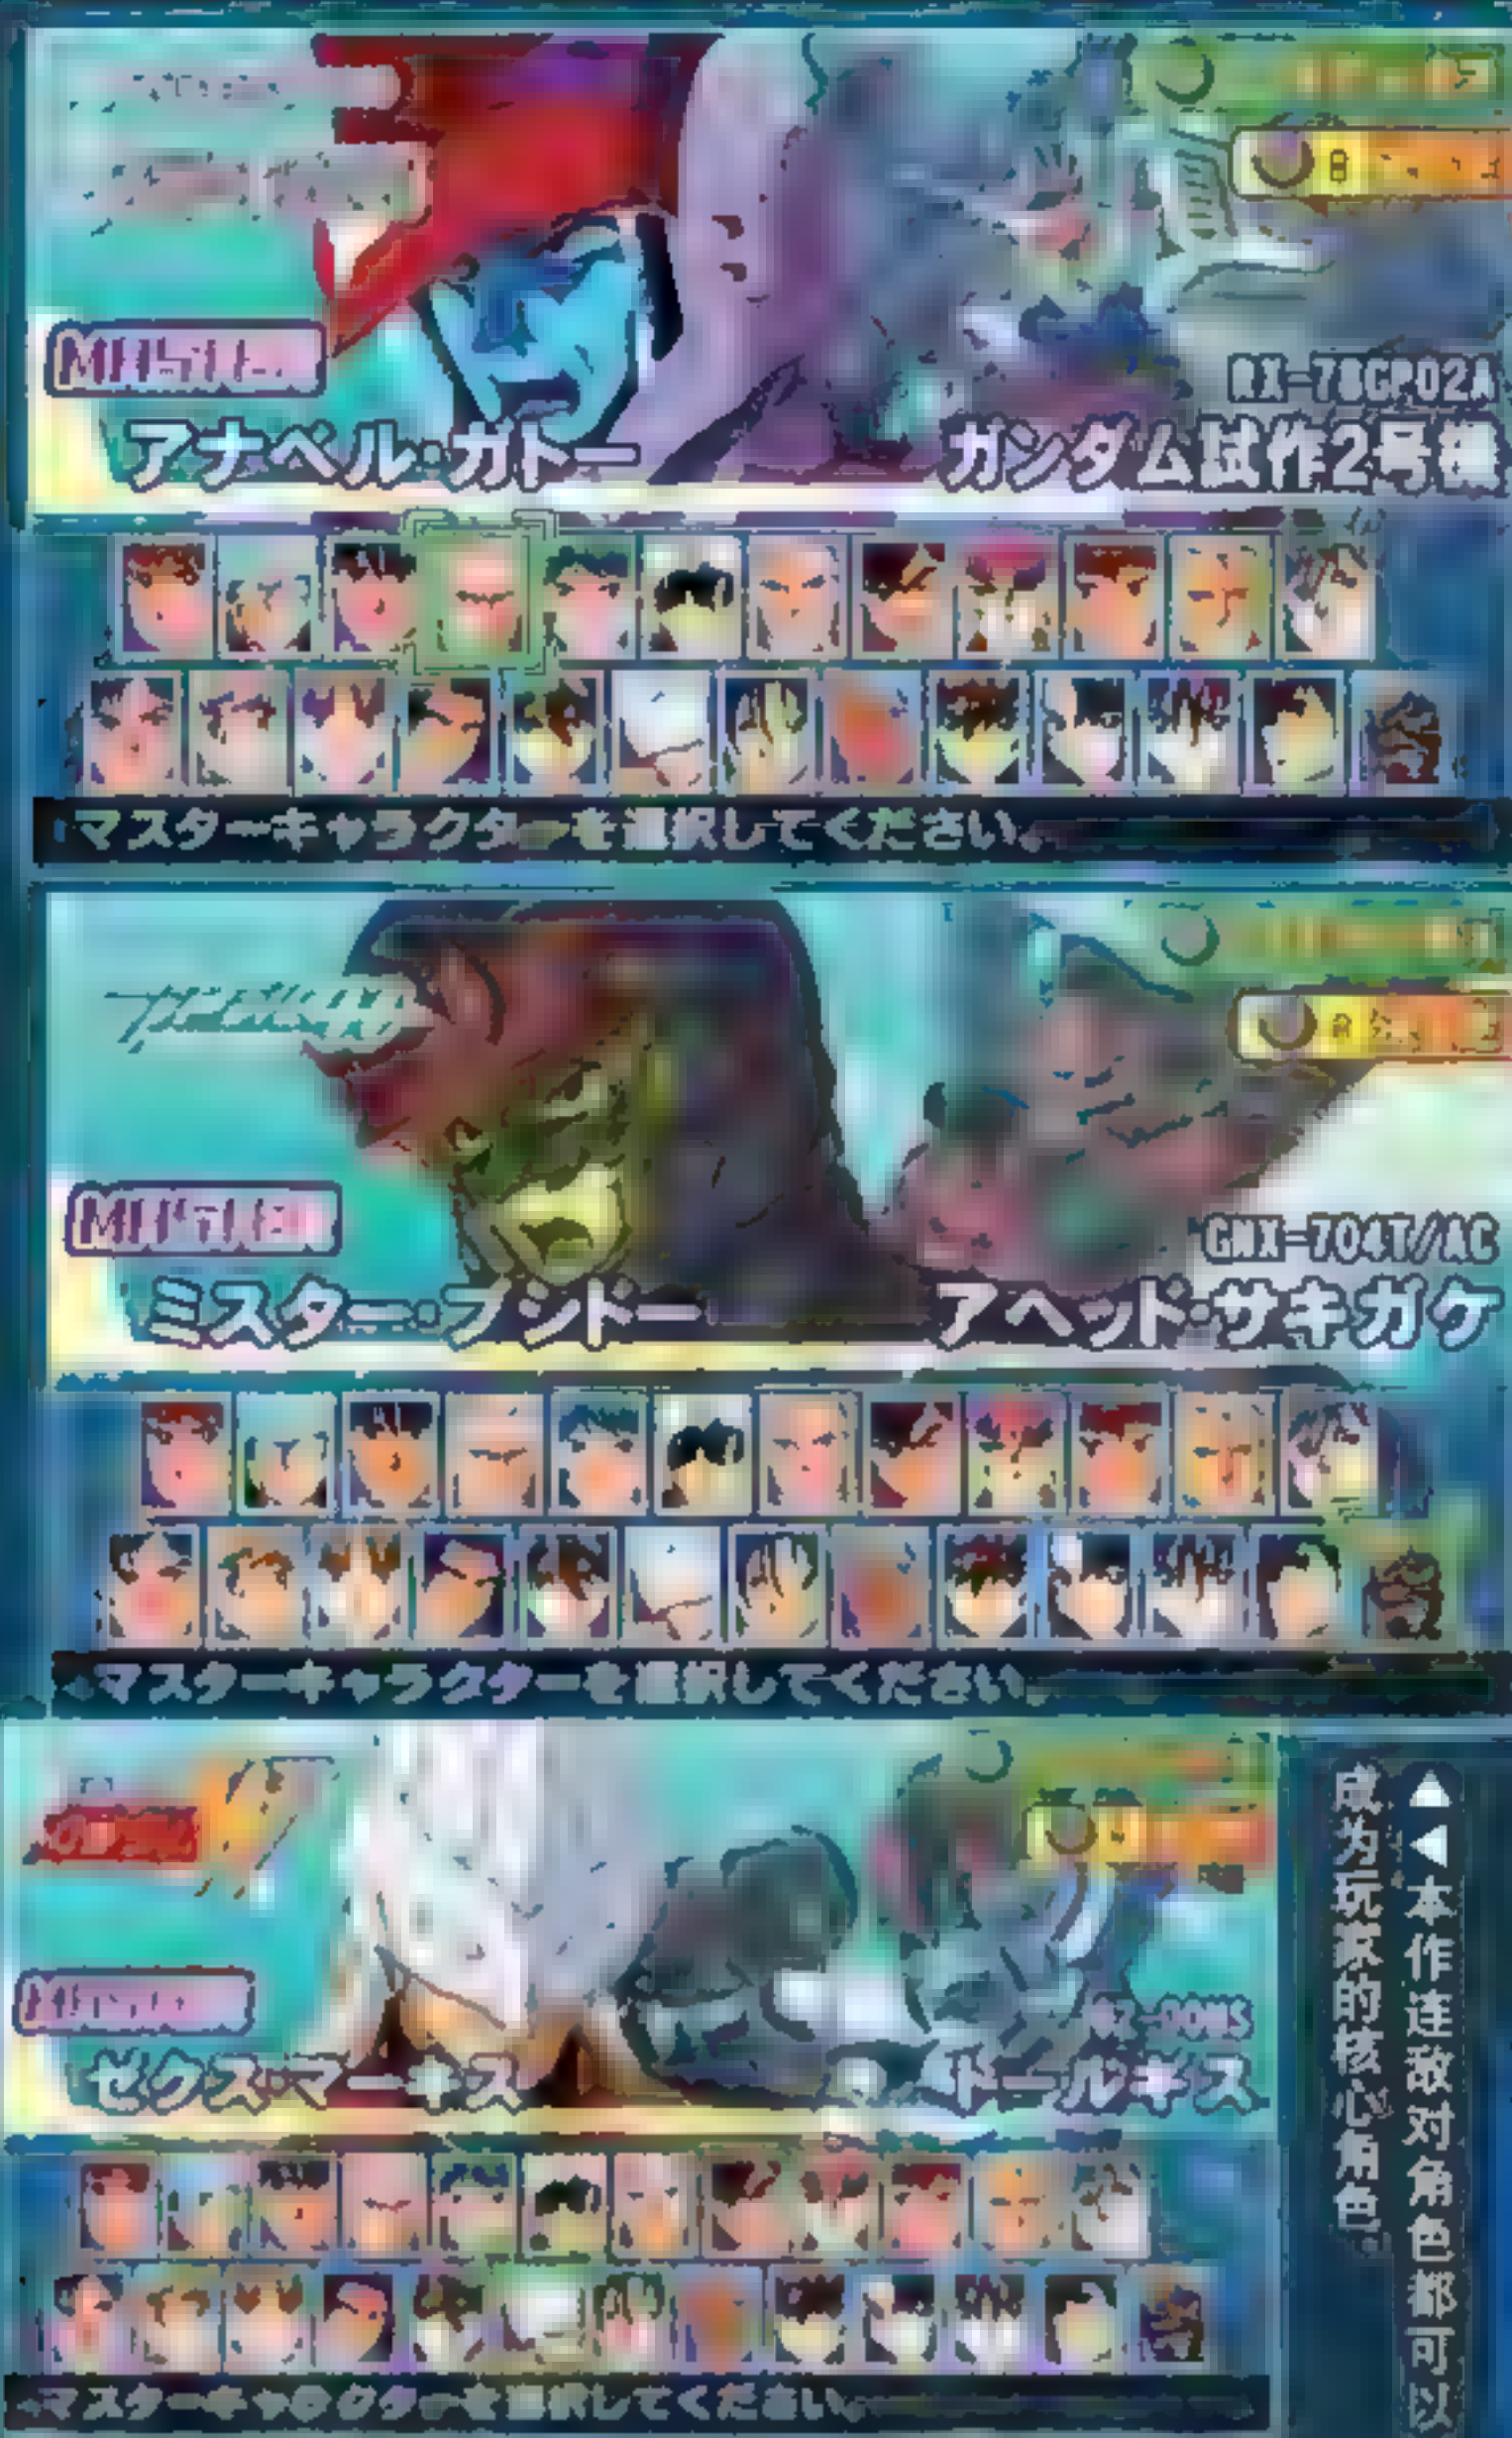 MASTER
アナベル・ガトー
RX-78GP02A
ガンダム試作2号機
マスターキャラクターを選択してください。
MASTER
ミスター・ブシドー
GNX-704T/AC
アヘッド・サキガケ
マスターキャラクターを選択してください。
MASTER
ゼクス・マーキス
OZ-00MS
トールギス
マスターキャラクターを選択してください。
▲◀本作连敌对角色都可以
成为玩家的核心角色